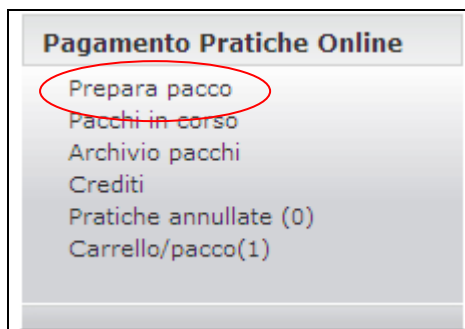 Pagamento Pratiche Online
Prepara pacco
Pacchi in corso
Archivio pacchi
Crediti
Pratiche annullate (0)
Carrello/pacco(1)